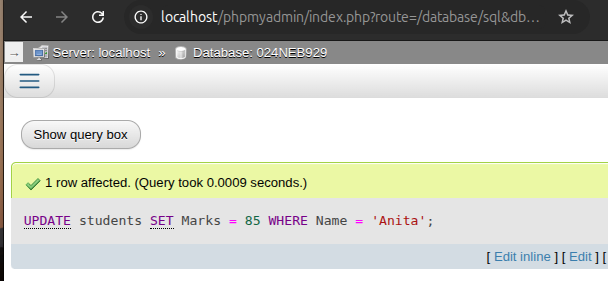 localhost/phpmyadmin/index.php?route=/database/sql&db...
Server: localhost » Database: 024NEB929
Show query box
1 row affected. (Query took 0.0009 seconds.)
UPDATE students SET Marks = 85 WHERE Name = 'Anita';
[ Edit inline ] [ Edit ] [